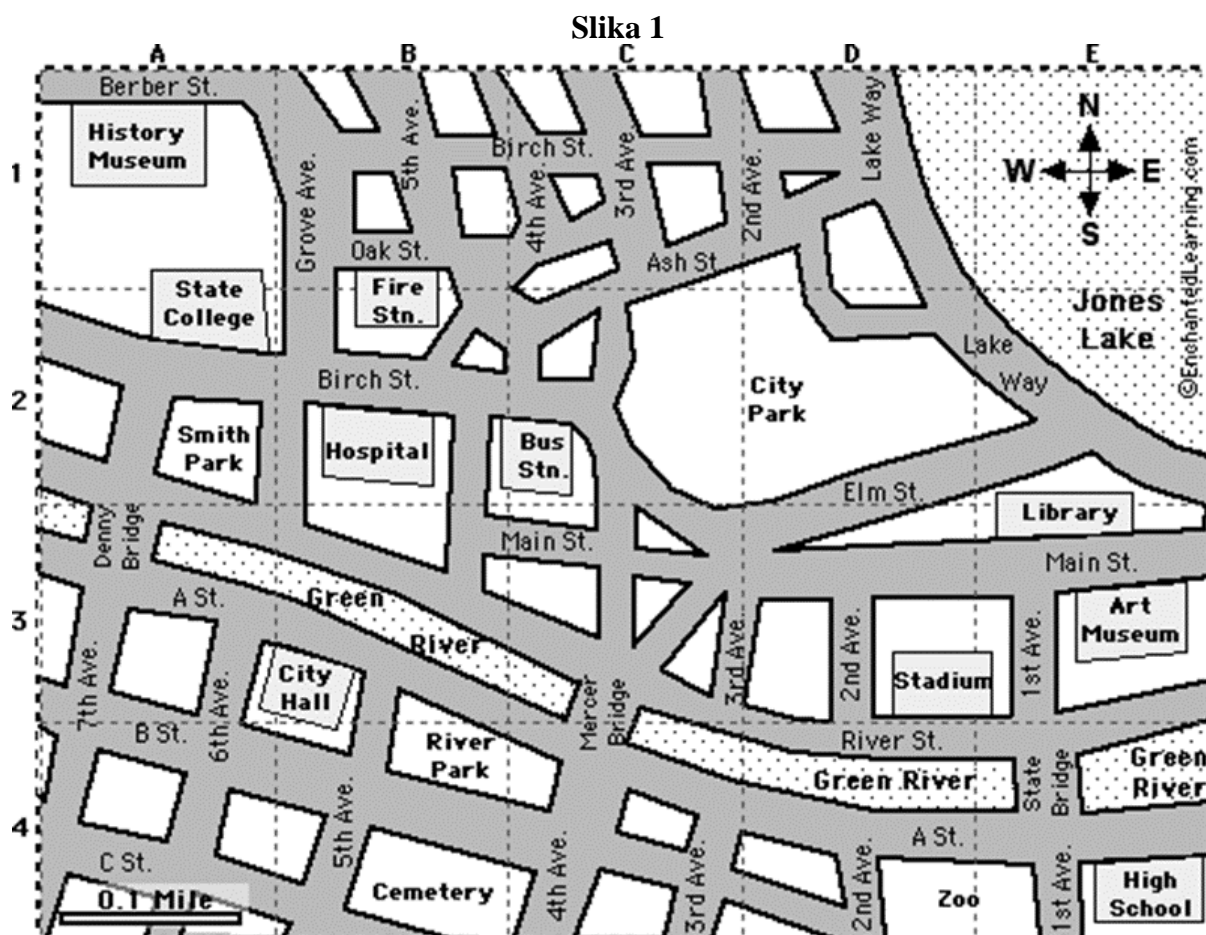 Slika 1
A B C D E
Berber St.
History
Museum
Grove Ave.
5th Ave.
Birch St.
4th Ave.
3rd Ave.
2nd Ave.
Lake Way
N
W E
S
1
Oak St.
Ash St
State
College
Fire
Stn.
Jones
Lake
©EnchantedLearning.com
Birch St.
Lake
Way
City
Park
2
Smith
Park
Hospital
Bus
Stn.
Elm St.
Library
Denny
Bridge
Main St.
Main St.
A St.
Green
River
3
7th Ave.
6th Ave.
City
Hall
3rd Ave.
2nd Ave.
Stadium
1st Ave.
Art
Museum
B St.
River
Park
Mercer
Bridge
River St.
Green River
State
Bridge
Green
River
4
5th Ave.
A St.
C St.
Cemetery
4th Ave.
3rd Ave.
2nd Ave.
Zoo
1st Ave.
High
School
0.1 Mile